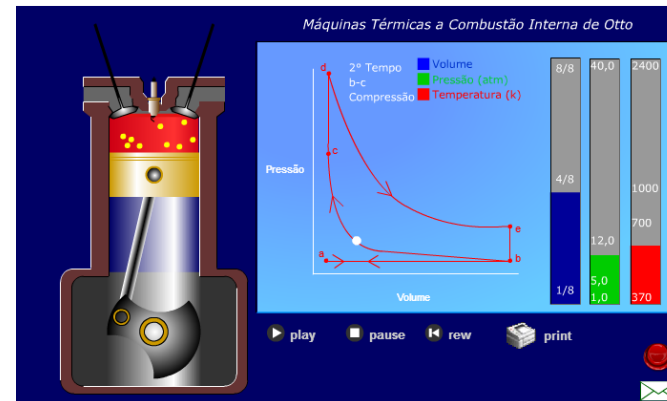 Máquinas Térmicas a Combustão Interna de Otto
2° Tempo
b-c
Compressão
Volume
Pressão (atm)
Temperatura (k)
d
c
Pressão
a
b
e
Volume
8/8
4/8
1/8
40,0
12,0
5,0
1,0
2400
1000
700
370
play
pause
rew
print